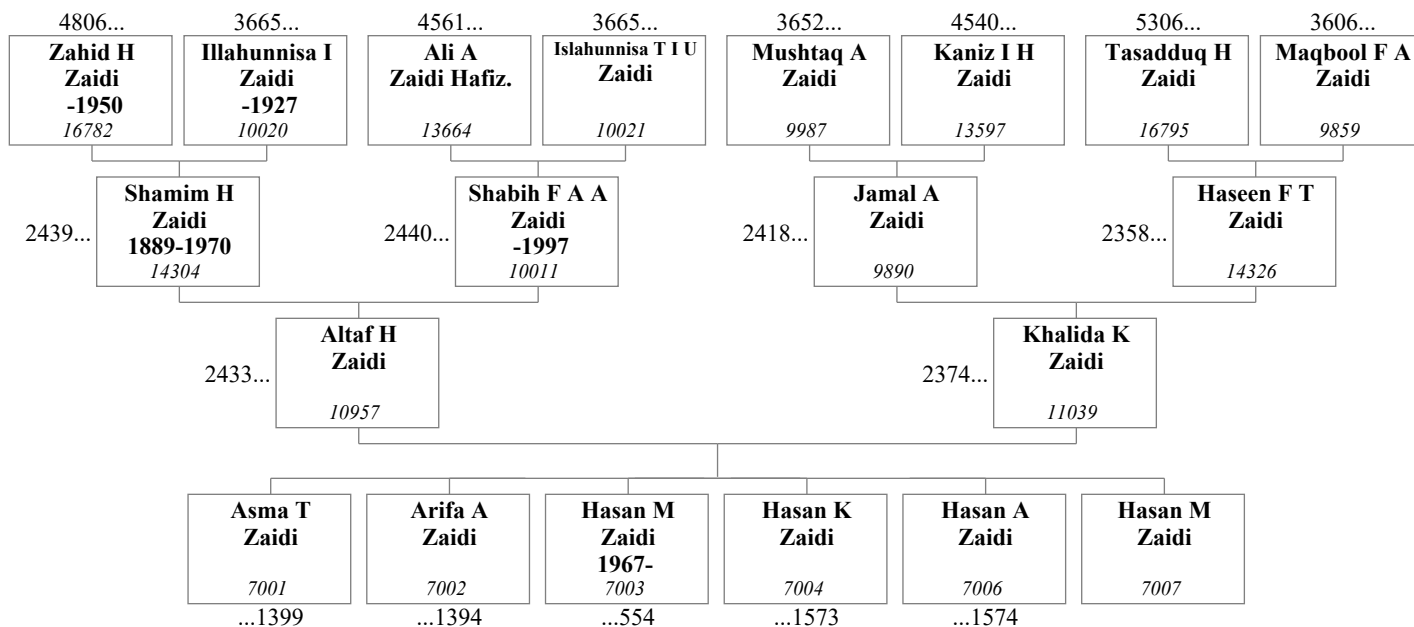 4806... 3665... 4561... 3665... 3652... 4540... 5306... 3606...
Zahid H Illahunnisa I Ali A Islahunnisa T I U Mushtaq A Kaniz I H Tasadduq H Maqbool F A
Zaidi Zaidi Zaidi Hafiz. Zaidi Zaidi Zaidi Zaidi Zaidi
-1950 -1927
16782 10020 13664 10021 9987 13597 16795 9859
Shamim H Shabih F A A Jamal A Haseen F T
Zaidi Zaidi Zaidi Zaidi
2439... 1889-1970 2440... -1997 2418... 2358...
14304 10011 9890 14326
Altaf H Khalida K
Zaidi Zaidi
2433... 2374...
10957 11039
Asma T Arifa A Hasan M Hasan K Hasan A Hasan M
Zaidi Zaidi Zaidi Zaidi Zaidi Zaidi
1967-
7001 7002 7003 7004 7006 7007
...1399 ...1394 ...554 ...1573 ...1574